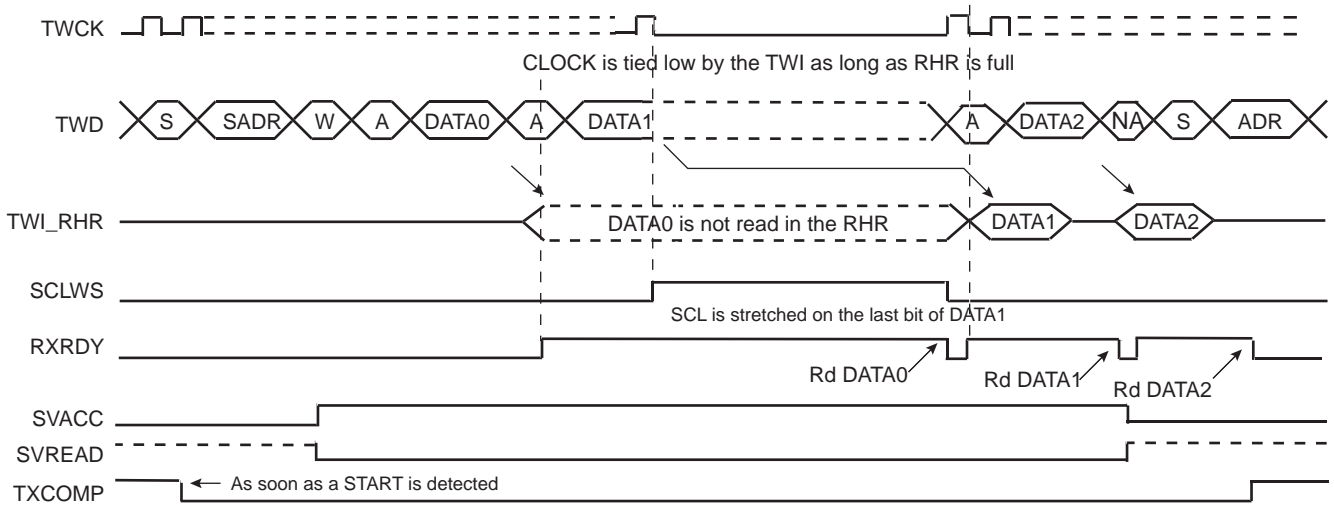 TWCK
CLOCK is tied low by the TWI as long as RHR is full
TWD S SADR W A DATA0 A DATA1 A DATA2 NA S ADR
TWI_RHR DATA0 is not read in the RHR DATA1 DATA2
SCLWS
SCL is stretched on the last bit of DATA1
RXRDY
Rd DATA0 Rd DATA1 Rd DATA2
SVACC
SVREAD
TXCOMP As soon as a START is detected